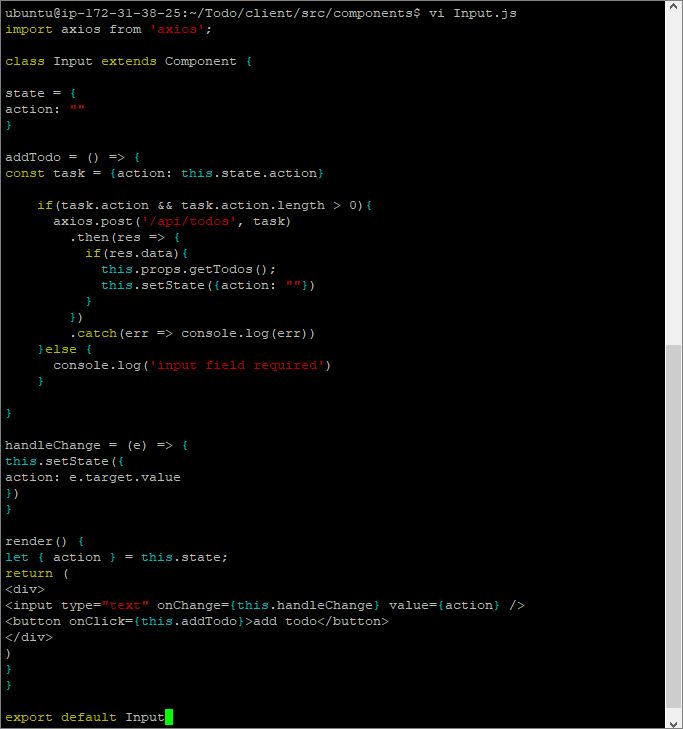 ubuntu@ip-172-31-38-25:~/Todo/client/src/components$ vi Input.js
import axios from 'axios';

class Input extends Component {

state = {
action: ""
}

addTodo = () => {
const task = {action: this.state.action}

    if(task.action && task.action.length > 0){
      axios.post('/api/todos', task)
        .then(res => {
          if(res.data){
            this.props.getTodos();
            this.setState({action: ""})
          }
        })
        .catch(err => console.log(err))
    }else {
      console.log('input field required')
    }

}

handleChange = (e) => {
this.setState({
action: e.target.value
})
}

render() {
let { action } = this.state;
return (
<div>
<input type="text" onChange={this.handleChange} value={action} />
<button onClick={this.addTodo}>add todo</button>
</div>
)
}
}

export default Input